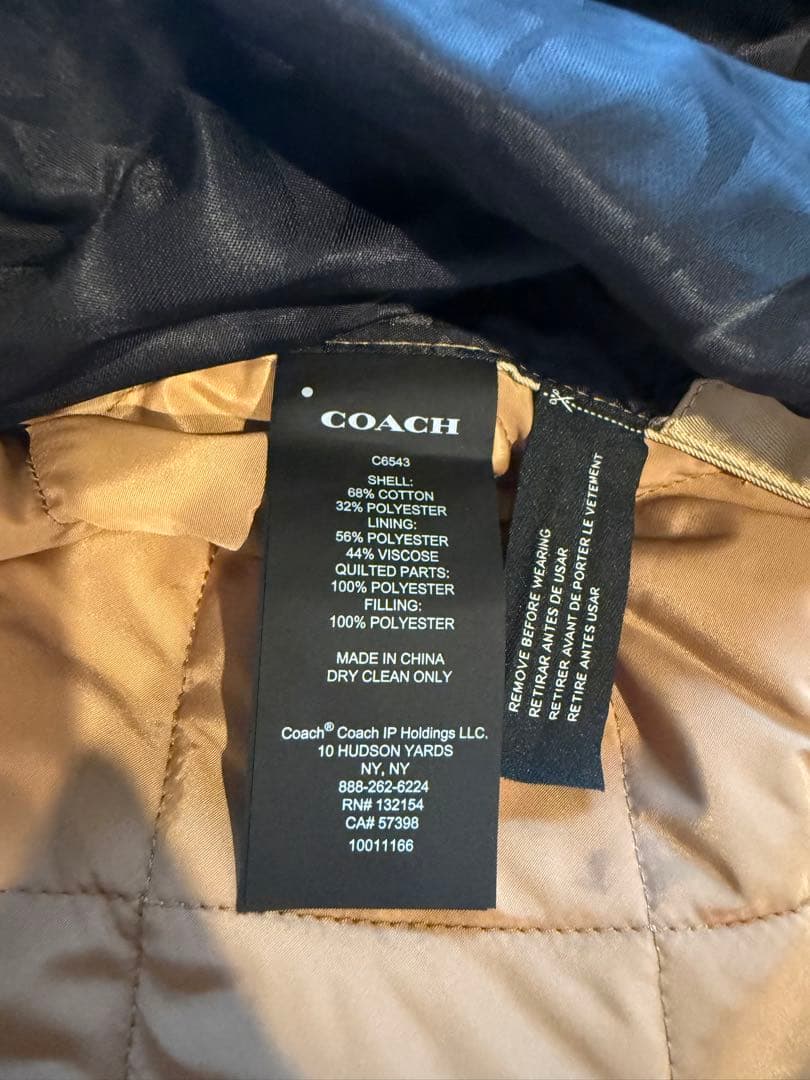 COACH
C6543
SHELL:
68% COTTON
32% POLYESTER
LINING:
56% POLYESTER
44% VISCOSE
QUILTED PARTS:
100% POLYESTER
FILLING:
100% POLYESTER
MADE IN CHINA
DRY CLEAN ONLY
Coach® Coach IP Holdings LLC.
10 HUDSON YARDS
NY, NY
888-262-6224
RN# 132154
CA# 57398
10011166
REMOVE BEFORE WEARING
RETIRAR ANTES DE USAR
RETIRER AVANT DE PORTER LE VETEMENT
RETIRE ANTES USAR